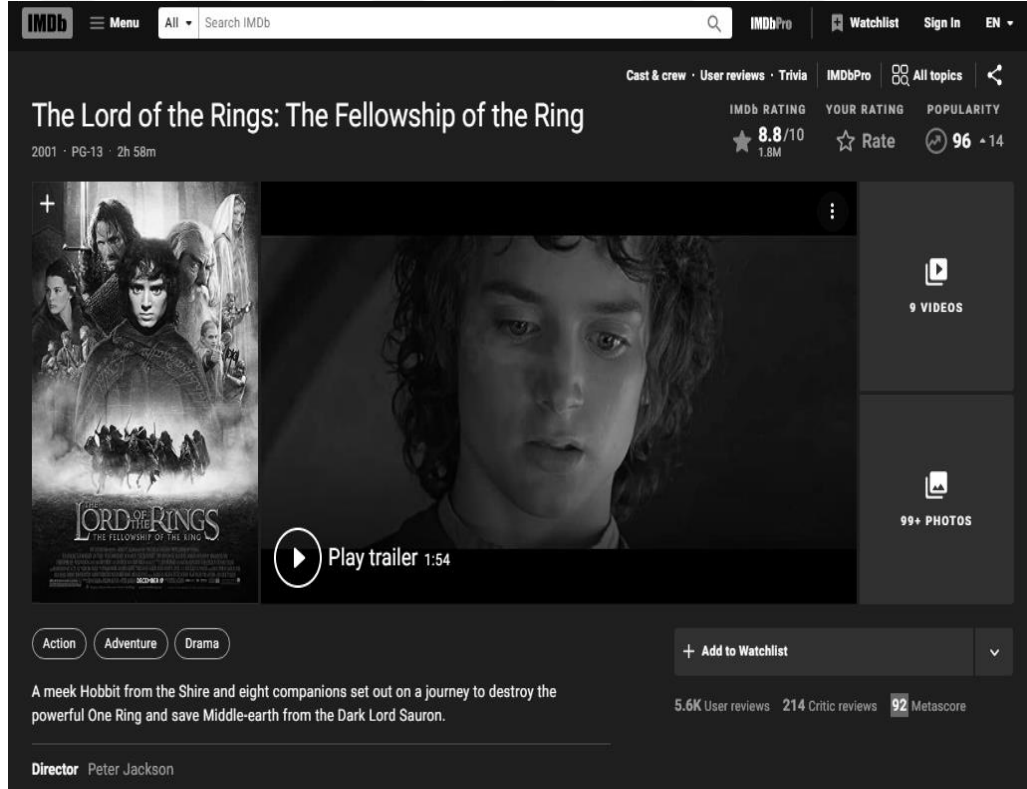 IMDb Menu All Search IMDb IMDbPro Watchlist Sign In EN
Cast & crew · User reviews · Trivia IMDbPro All topics
The Lord of the Rings: The Fellowship of the Ring
2001 · PG-13 · 2h 58m
IMDb RATING YOUR RATING POPULARITY
8.8/10 Rate 96 14
1.8M
9 VIDEOS
99+ PHOTOS
THE
LORD OF THE RINGS
THE FELLOWSHIP OF THE RING
DECEMBER 19
Play trailer 1:54
Action Adventure Drama
+ Add to Watchlist
A meek Hobbit from the Shire and eight companions set out on a journey to destroy the
powerful One Ring and save Middle-earth from the Dark Lord Sauron.
5.6K User reviews 214 Critic reviews 92 Metascore
Director Peter Jackson